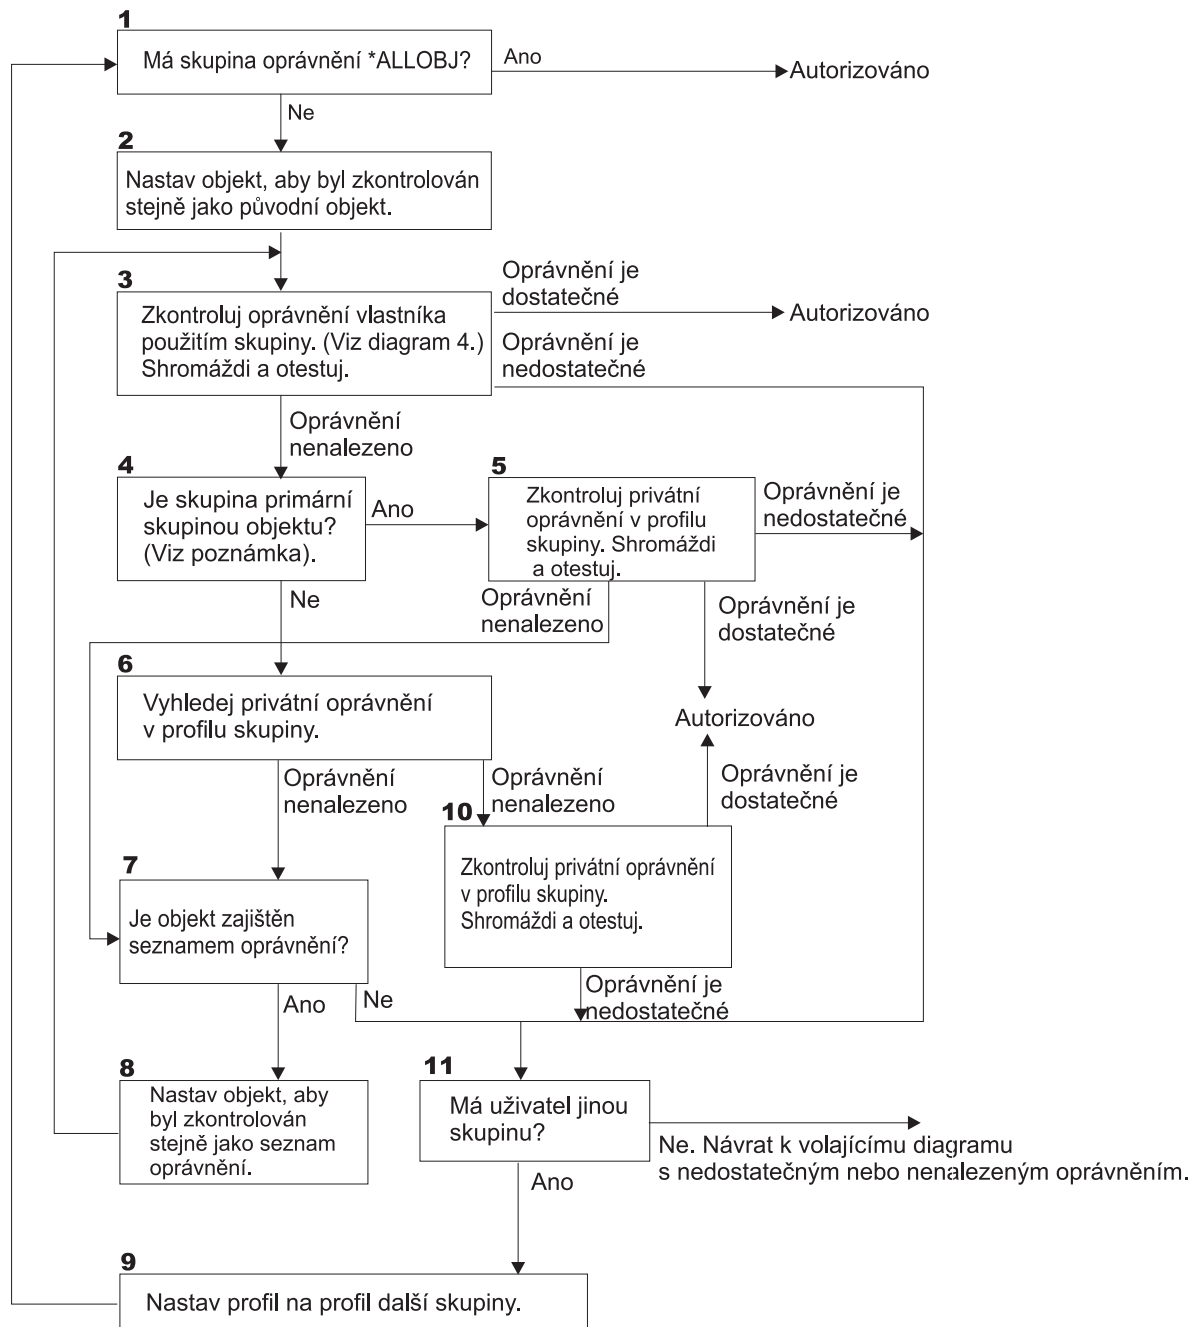 1
Má skupina oprávnění *ALLOBJ?
Ano
Autorizováno
Ne
2
Nastav objekt, aby byl zkontrolován
stejně jako původní objekt.
3
Zkontroluj oprávnění vlastníka
použitím skupiny. (Viz diagram 4.)
Shromáždi a otestuj.
Oprávnění je
dostatečné
Autorizováno
Oprávnění je
nedostatečné
Oprávnění
nenalezeno
4
Je skupina primární
skupinou objektu?
(Viz poznámka).
Ano
5
Zkontroluj privátní
oprávnění v profilu
skupiny. Shromáždi
a otestuj.
Oprávnění je
nedostatečné
Ne
Oprávnění
nenalezeno
Oprávnění je
dostatečné
6
Vyhledej privátní oprávnění
v profilu skupiny.
Autorizováno
Oprávnění
nenalezeno
Oprávnění
nenalezeno
Oprávnění je
dostatečné
10
Zkontroluj privátní oprávnění
v profilu skupiny.
Shromáždi a otestuj.
7
Je objekt zajištěn
seznamem oprávnění?
Ano
Ne
Oprávnění je
nedostatečné
8
Nastav objekt, aby
byl zkontrolován
stejně jako seznam
oprávnění.
11
Má uživatel jinou
skupinu?
Ne. Návrat k volajícímu diagramu
s nedostatečným nebo nenalezeným oprávněním.
Ano
9
Nastav profil na profil další skupiny.